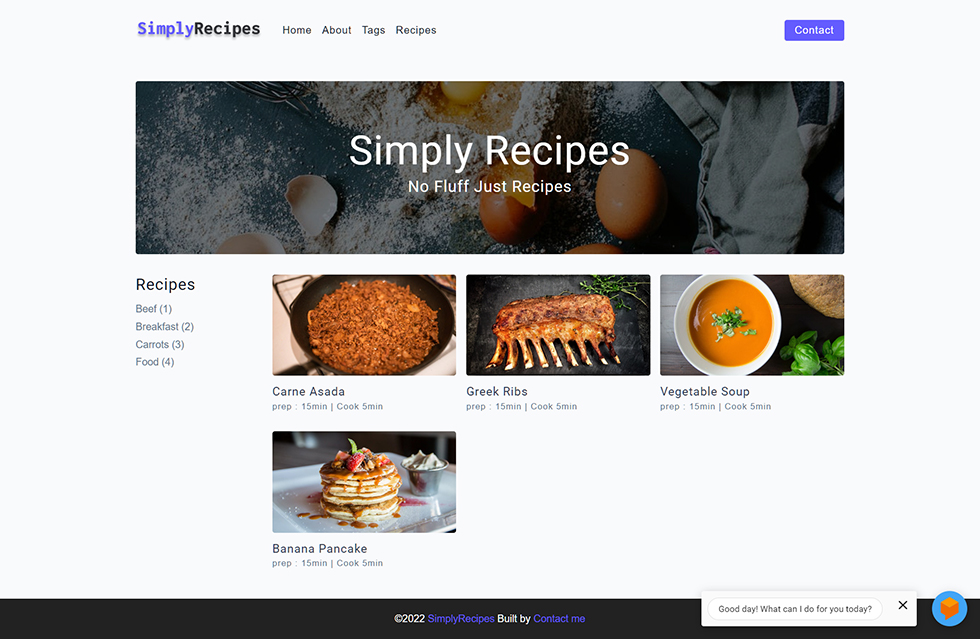 SimplyRecipes
Home About Tags Recipes
Contact
Simply Recipes
No Fluff Just Recipes
Recipes
Beef (1)
Breakfast (2)
Carrots (3)
Food (4)
Carne Asada
prep : 15min | Cook 5min
Greek Ribs
prep : 15min | Cook 5min
Vegetable Soup
prep : 15min | Cook 5min
Banana Pancake
prep : 15min | Cook 5min
©2022 SimplyRecipes Built by Contact me
Good day! What can I do for you today?